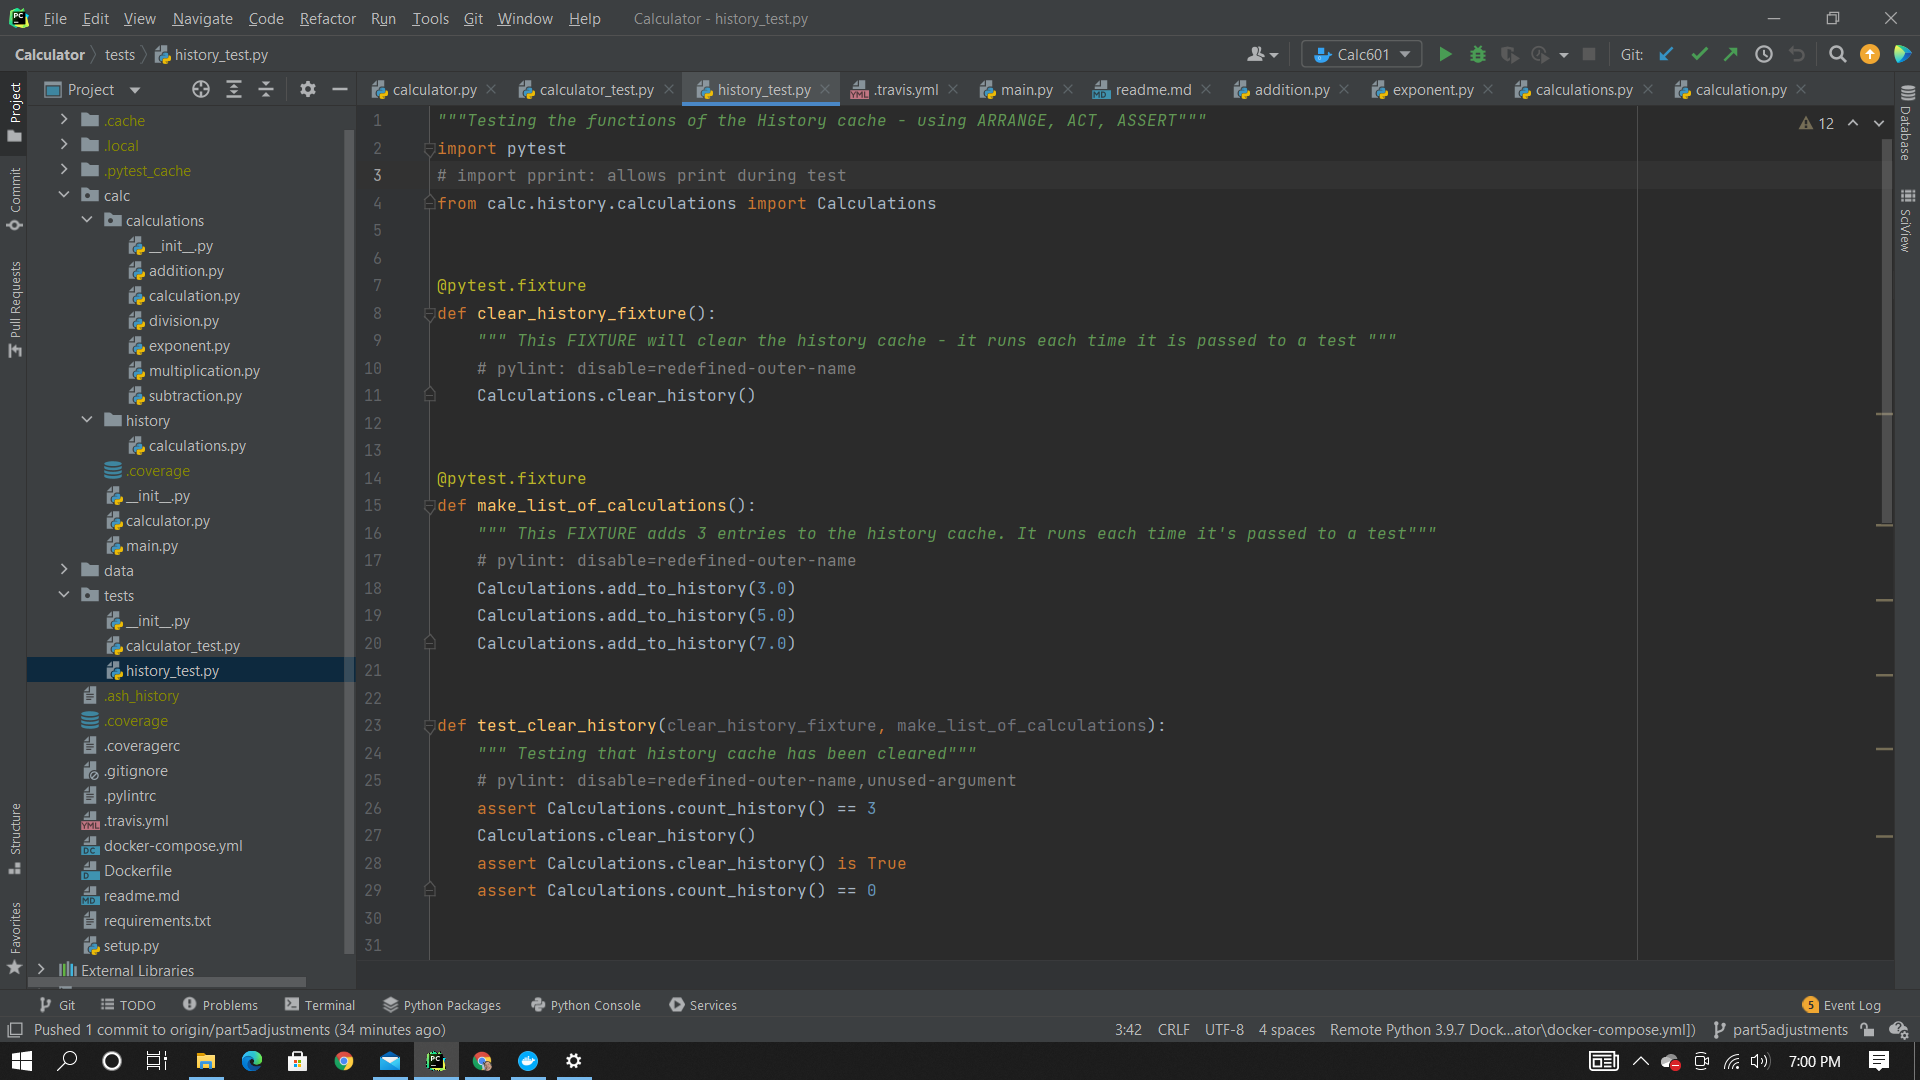 PC File Edit View Navigate Code Refactor Run Tools Git Window Help Calculator - history_test.py
Calculator tests history_test.py Calc601 Git:
Project calculator.py calculator_test.py history_test.py .travis.yml main.py readme.md addition.py exponent.py calculations.py calculation.py
Project
Commit
Pull Requests
Structure
Favorites
.cache
.local
.pytest_cache
calc
calculations
__init__.py
addition.py
calculation.py
division.py
exponent.py
multiplication.py
subtraction.py
history
calculations.py
.coverage
__init__.py
calculator.py
main.py
data
tests
__init__.py
calculator_test.py
history_test.py
.ash_history
.coverage
.coveragerc
.gitignore
.pylintrc
.travis.yml
docker-compose.yml
Dockerfile
readme.md
requirements.txt
setup.py
External Libraries
1 """Testing the functions of the History cache - using ARRANGE, ACT, ASSERT"""
2 import pytest
3 # import pprint: allows print during test
4 from calc.history.calculations import Calculations
5
6
7 @pytest.fixture
8 def clear_history_fixture():
9 """ This FIXTURE will clear the history cache - it runs each time it is passed to a test """
10 # pylint: disable=redefined-outer-name
11 Calculations.clear_history()
12
13
14 @pytest.fixture
15 def make_list_of_calculations():
16 """ This FIXTURE adds 3 entries to the history cache. It runs each time it's passed to a test"""
17 # pylint: disable=redefined-outer-name
18 Calculations.add_to_history(3.0)
19 Calculations.add_to_history(5.0)
20 Calculations.add_to_history(7.0)
21
22
23 def test_clear_history(clear_history_fixture, make_list_of_calculations):
24 """ Testing that history cache has been cleared"""
25 # pylint: disable=redefined-outer-name,unused-argument
26 assert Calculations.count_history() == 3
27 Calculations.clear_history()
28 assert Calculations.clear_history() is True
29 assert Calculations.count_history() == 0
30
31
12
Database
SciView
Git TODO Problems Terminal Python Packages Python Console Services 5 Event Log
Pushed 1 commit to origin/part5adjustments (34 minutes ago) 3:42 CRLF UTF-8 4 spaces Remote Python 3.9.7 Dock...ator\docker-compose.yml]) part5adjustments
PC 7:00 PM